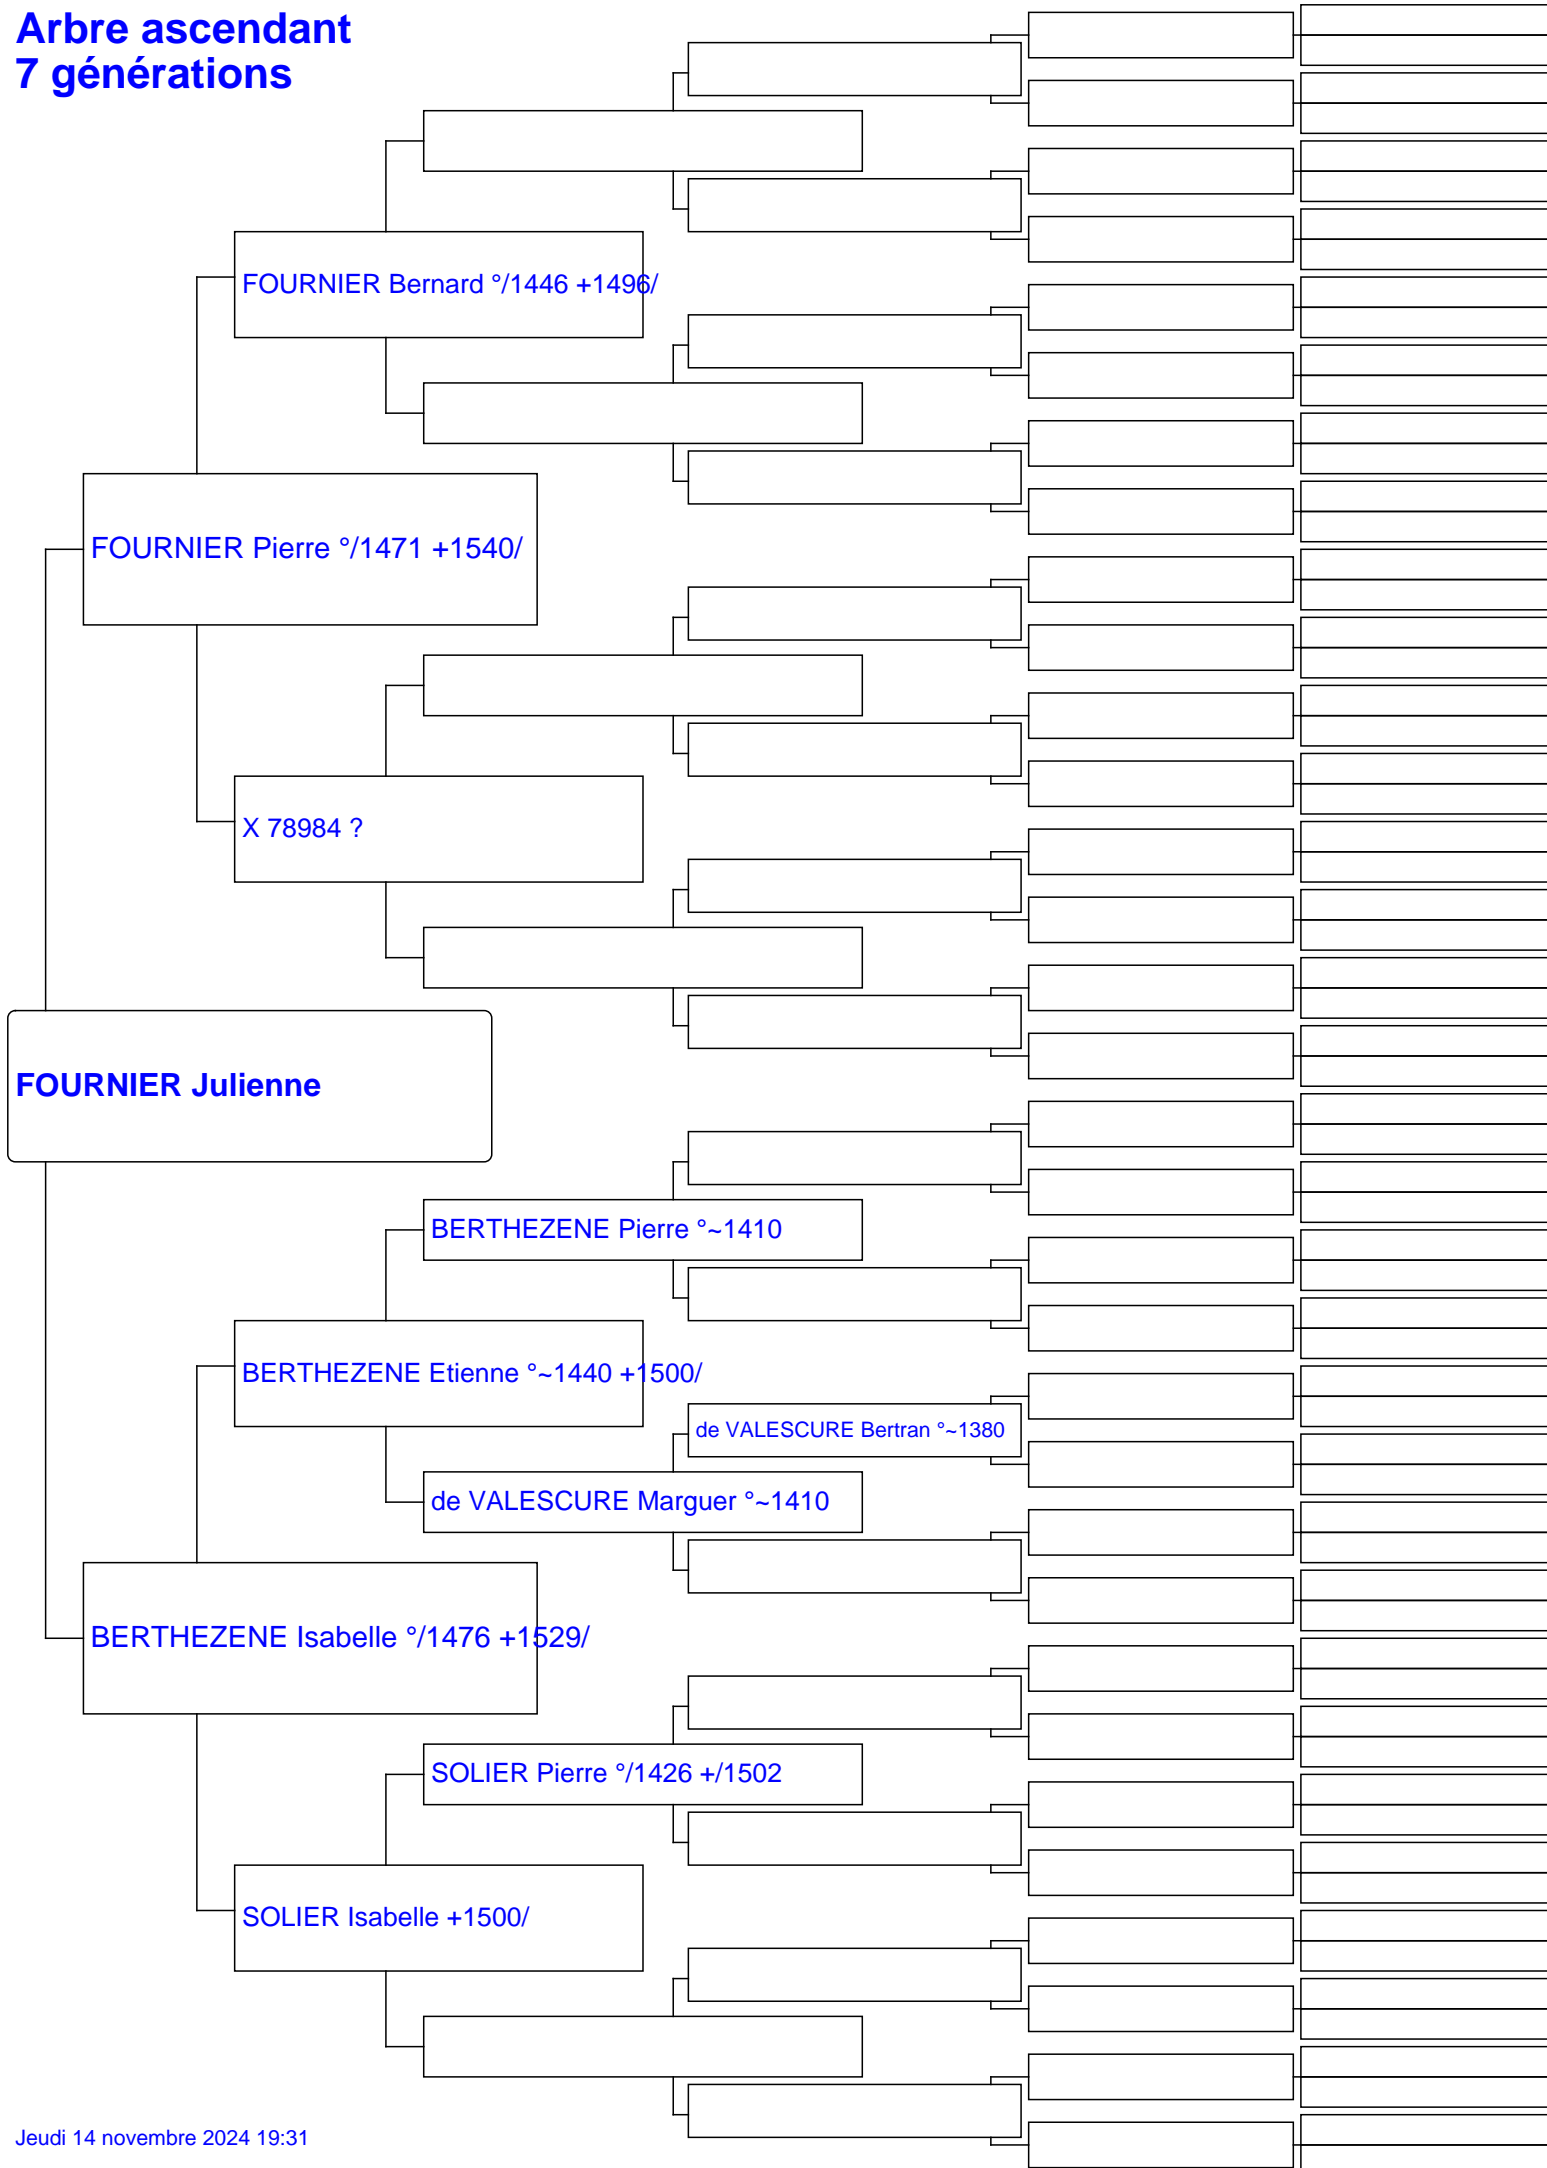 Arbre ascendant
7 générations
FOURNIER Bernard °/1446 +1496/
FOURNIER Pierre °/1471 +1540/
X 78984 ?
FOURNIER Julienne
BERTHEZENE Pierre °~1410
BERTHEZENE Etienne °~1440 +1500/
de VALESCURE Bertran °~1380
de VALESCURE Marguer °~1410
BERTHEZENE Isabelle °/1476 +1529/
SOLIER Pierre °/1426 +/1502
SOLIER Isabelle +1500/
Jeudi 14 novembre 2024 19:31